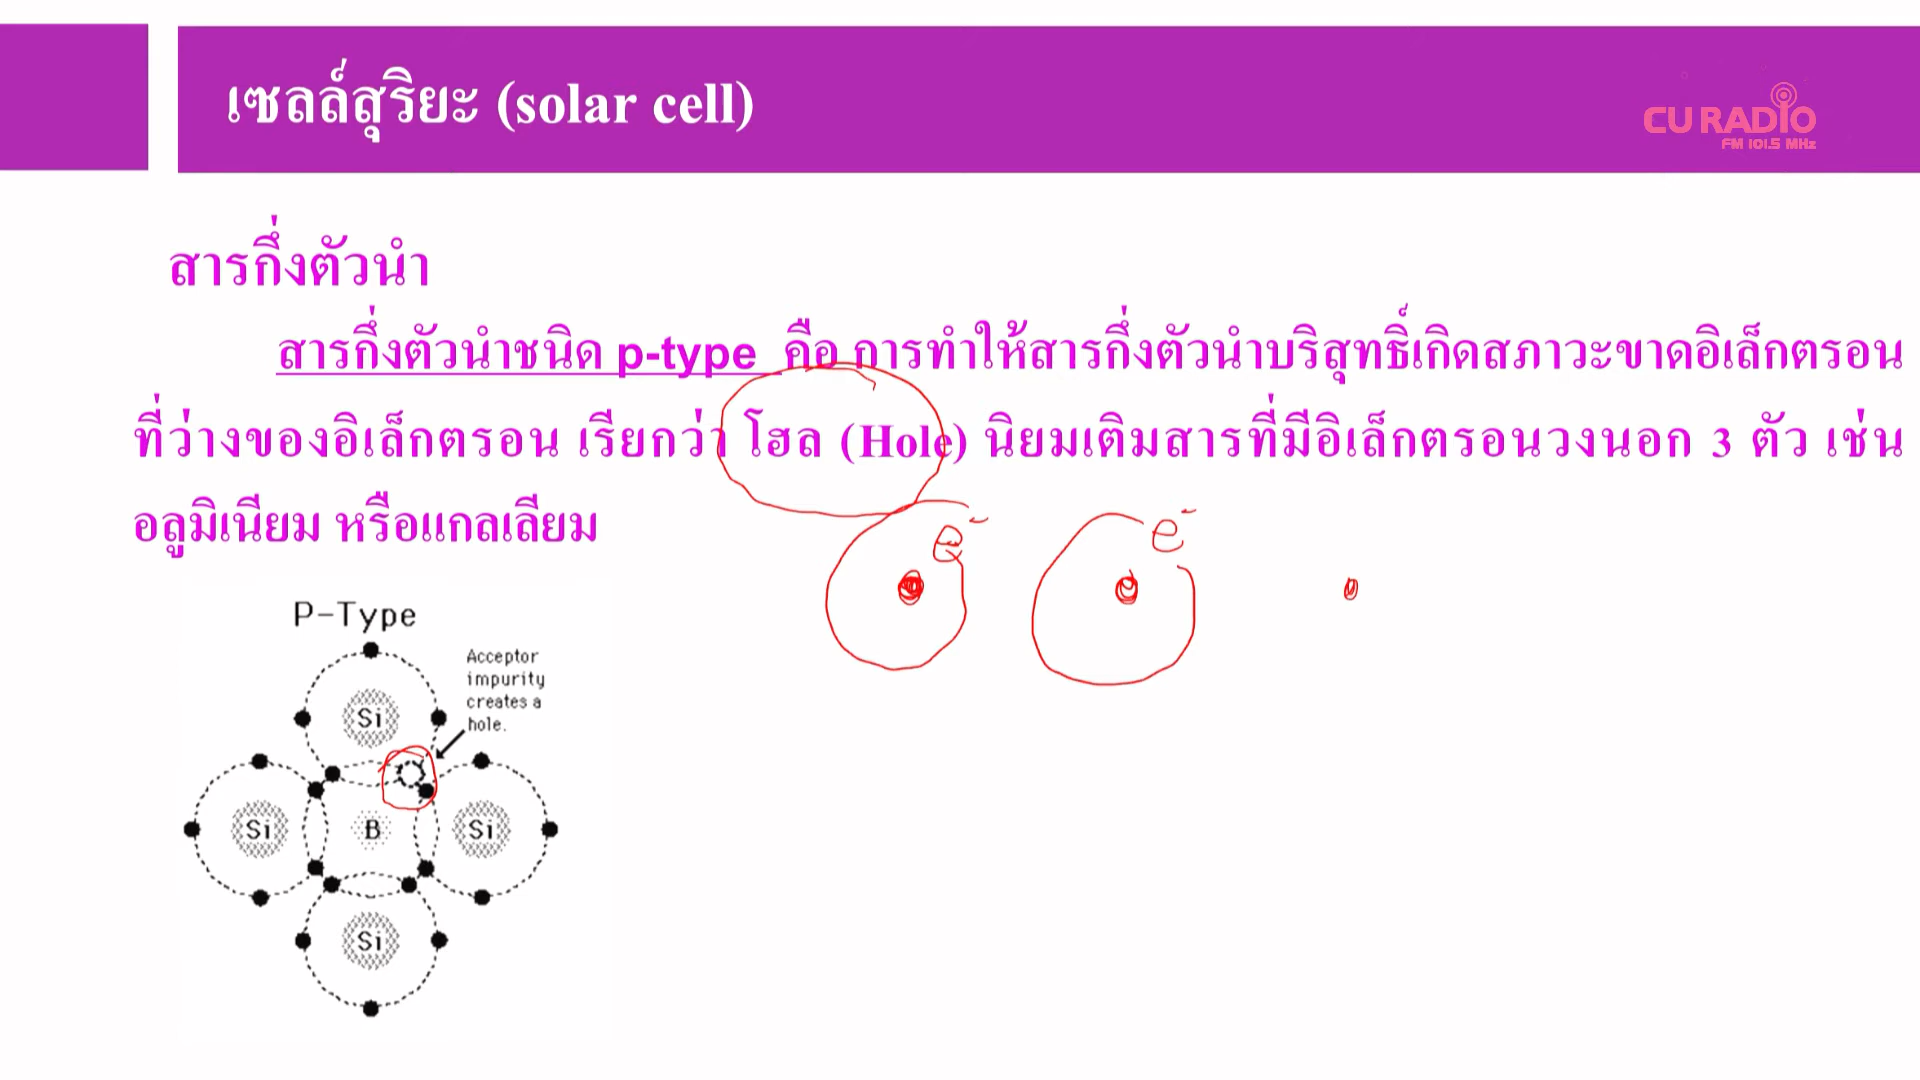 เซลล์สุริยะ (solar cell)
CU RADIO
FM 101.5 MHz
สารกึ่งตัวนำ
สารกึ่งตัวนำชนิด p-type คือ การทำให้สารกึ่งตัวนำบริสุทธิ์เกิดสภาวะขาดอิเล็กตรอน
ที่ว่างของอิเล็กตรอน เรียกว่า โฮล (Hole) นิยมเติมสารที่มีอิเล็กตรอนวงนอก 3 ตัว เช่น
อลูมิเนียม หรือแกลเลียม
e⁻ e⁻
P-Type
Acceptor
impurity
creates a
hole.
Si
Si B Si
Si